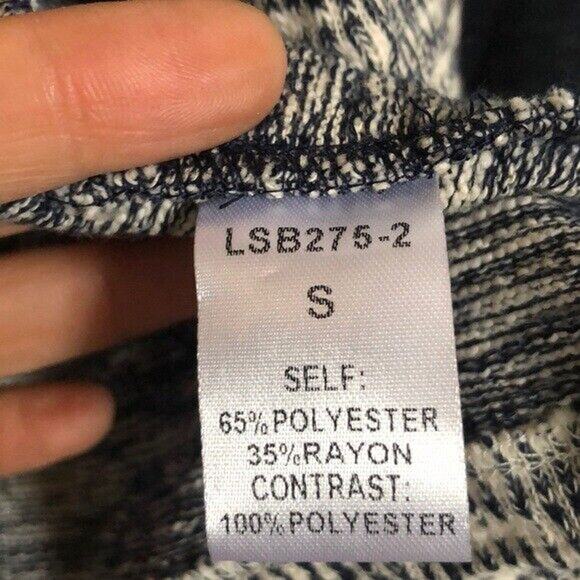 LSB275-2
S
SELF:
65%POLYESTER
35%RAYON
CONTRAST:
100%POLYESTER